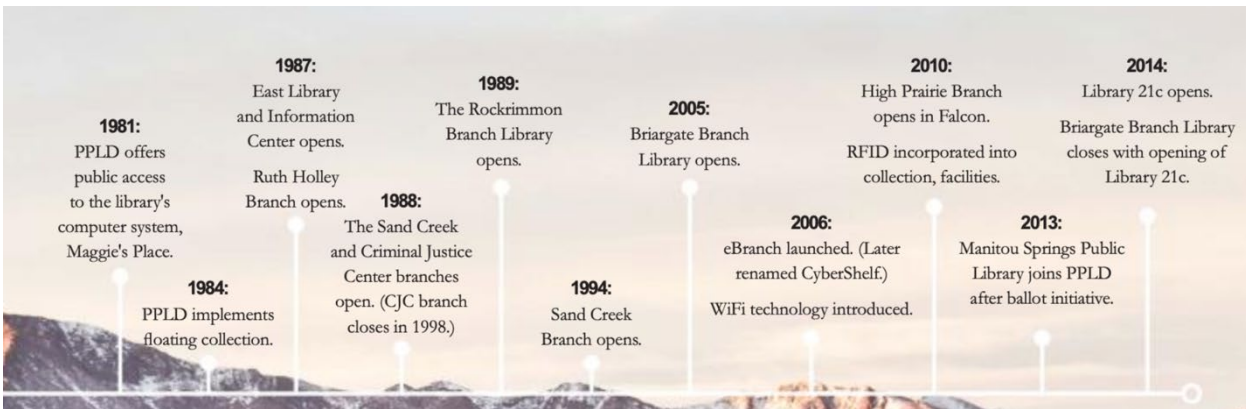 1981:
PPLD offers
public access
to the library's
computer system,
Maggie's Place.
1984:
PPLD implements
floating collection.
1987:
East Library
and Information
Center opens.
Ruth Holley
Branch opens.
1988:
The Sand Creek
and Criminal Justice
Center branches
open. (CJC branch
closes in 1998.)
1989:
The Rockrimmon
Branch Library
opens.
1994:
Sand Creek
Branch opens.
2005:
Briargate Branch
Library opens.
2006:
eBranch launched. (Later
renamed CyberShelf.)
WiFi technology introduced.
2010:
High Prairie Branch
opens in Falcon.
RFID incorporated into
collection, facilities.
2013:
Manitou Springs Public
Library joins PPLD
after ballot initiative.
2014:
Library 21c opens.
Briargate Branch Library
closes with opening of
Library 21c.